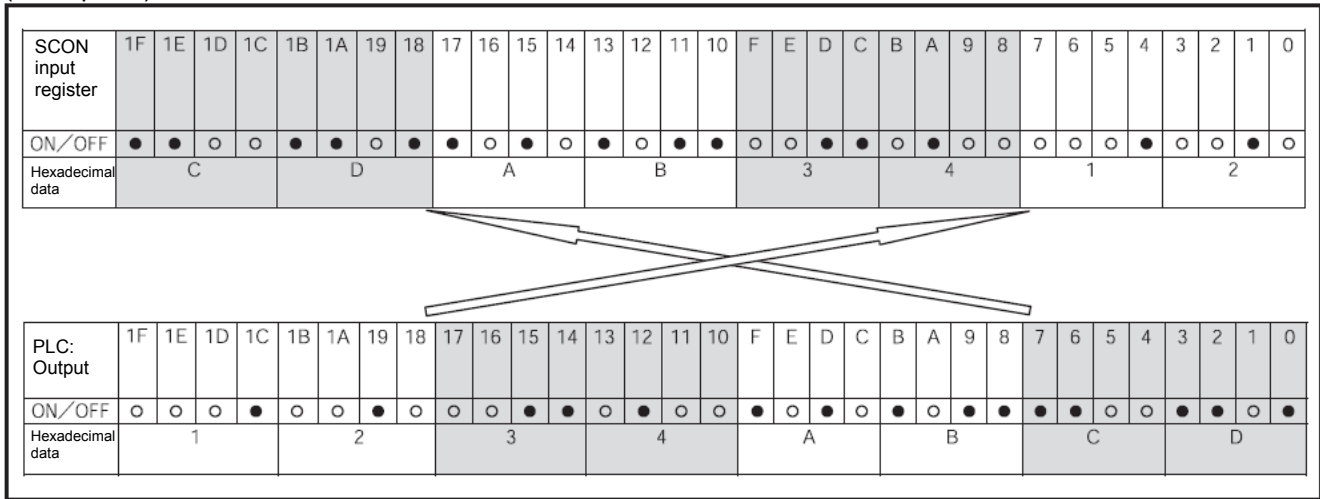 SCON input register 1F 1E 1D 1C 1B 1A 19 18 17 16 15 14 13 12 11 10 F E D C B A 9 8 7 6 5 4 3 2 1 0
ON/OFF ● ● ○ ○ ● ● ○ ● ● ○ ● ○ ● ○ ● ● ○ ○ ● ● ○ ● ○ ○ ○ ○ ○ ● ○ ○ ● ○
Hexadecimal data C D A B 3 4 1 2
PLC: Output 1F 1E 1D 1C 1B 1A 19 18 17 16 15 14 13 12 11 10 F E D C B A 9 8 7 6 5 4 3 2 1 0
ON/OFF ○ ○ ○ ● ○ ○ ● ○ ○ ○ ● ● ○ ● ○ ○ ● ○ ● ○ ● ○ ● ● ● ● ○ ○ ● ● ○ ●
Hexadecimal data 1 2 3 4 A B C D